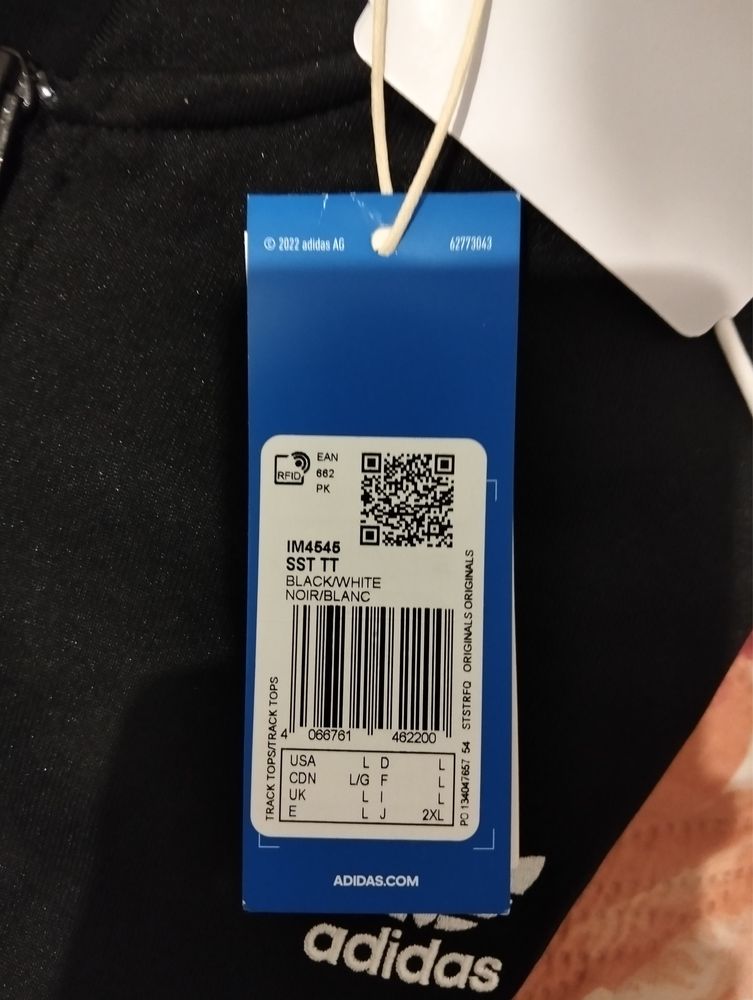 © 2022 adidas AG 62773043
RFID
EAN
662
PK
IM4545
SST TT
BLACK/WHITE
NOIR/BLANC
4 066761 462200
TRACK TOPS/TRACK TOPS
PO 134047657 54 STSTRFQ ORIGINALS ORIGINALS
USA L D L
CDN L/G F L
UK L I L
E L J 2XL
ADIDAS.COM
adidas